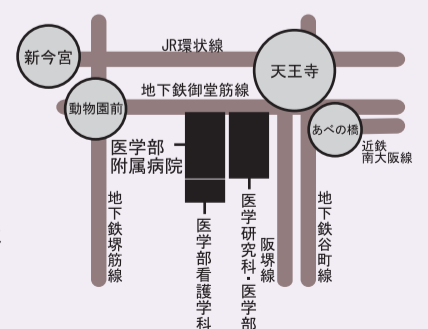 JR環状線
新今宮
天王寺
地下鉄御堂筋線
動物園前
あべの橋
医学部
附属病院
近鉄
南大阪線
地下鉄堺筋線
医学部看護学科
医学研究科・医学部
阪堺線
地下鉄谷町線